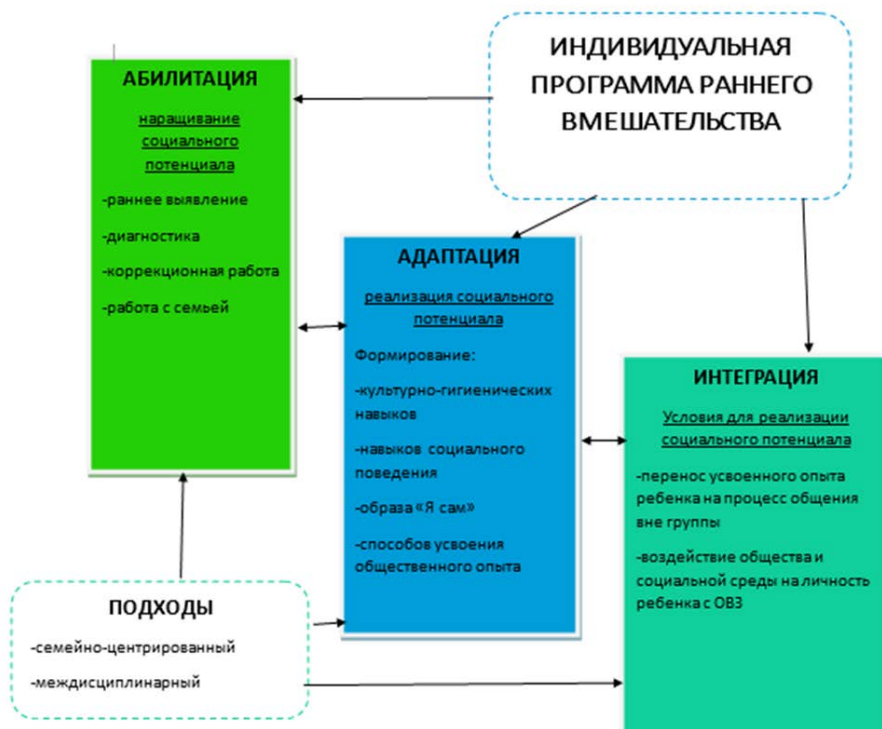 ИНДИВИДУАЛЬНАЯ
ПРОГРАММА РАННЕГО
ВМЕШАТЕЛЬСТВА
АБИЛИТАЦИЯ
наращивание
социального
потенциала
-раннее выявление
-диагностика
-коррекционная работа
-работа с семьей
АДАПТАЦИЯ
реализация социального
потенциала
Формирование:
-культурно-гигиенических
навыков
-навыков социального
поведения
-образа «Я сам»
-способов усвоения
общественного опыта
ИНТЕГРАЦИЯ
Условия для реализации
социального потенциала
-перенос усвоенного опыта
ребенка на процесс общения
вне группы
-воздействие общества и
социальной среды на личность
ребенка с ОВЗ
ПОДХОДЫ
-семейно-центрированный
-междисциплинарный